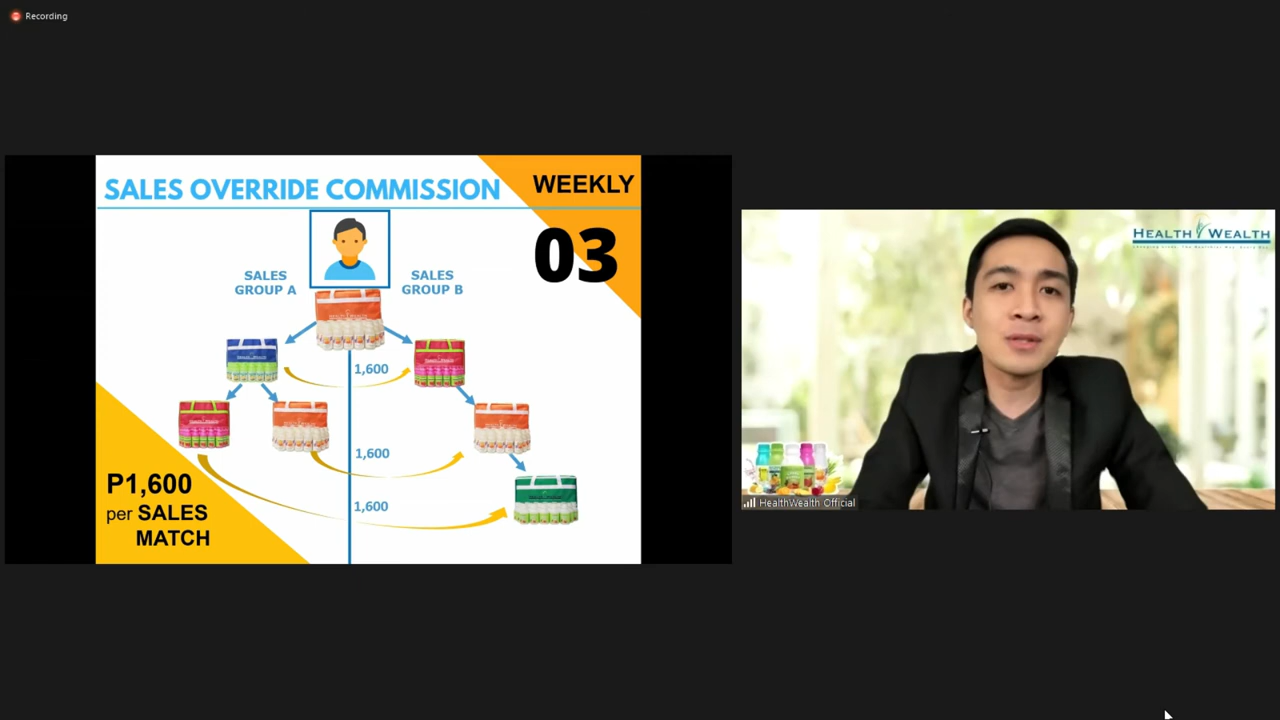 Recording
SALES OVERRIDE COMMISSION
WEEKLY
03
SALES
GROUP A
SALES
GROUP B
1,600
1,600
1,600
P1,600
per SALES
MATCH
HEALTH WEALTH
HealthWealth Official